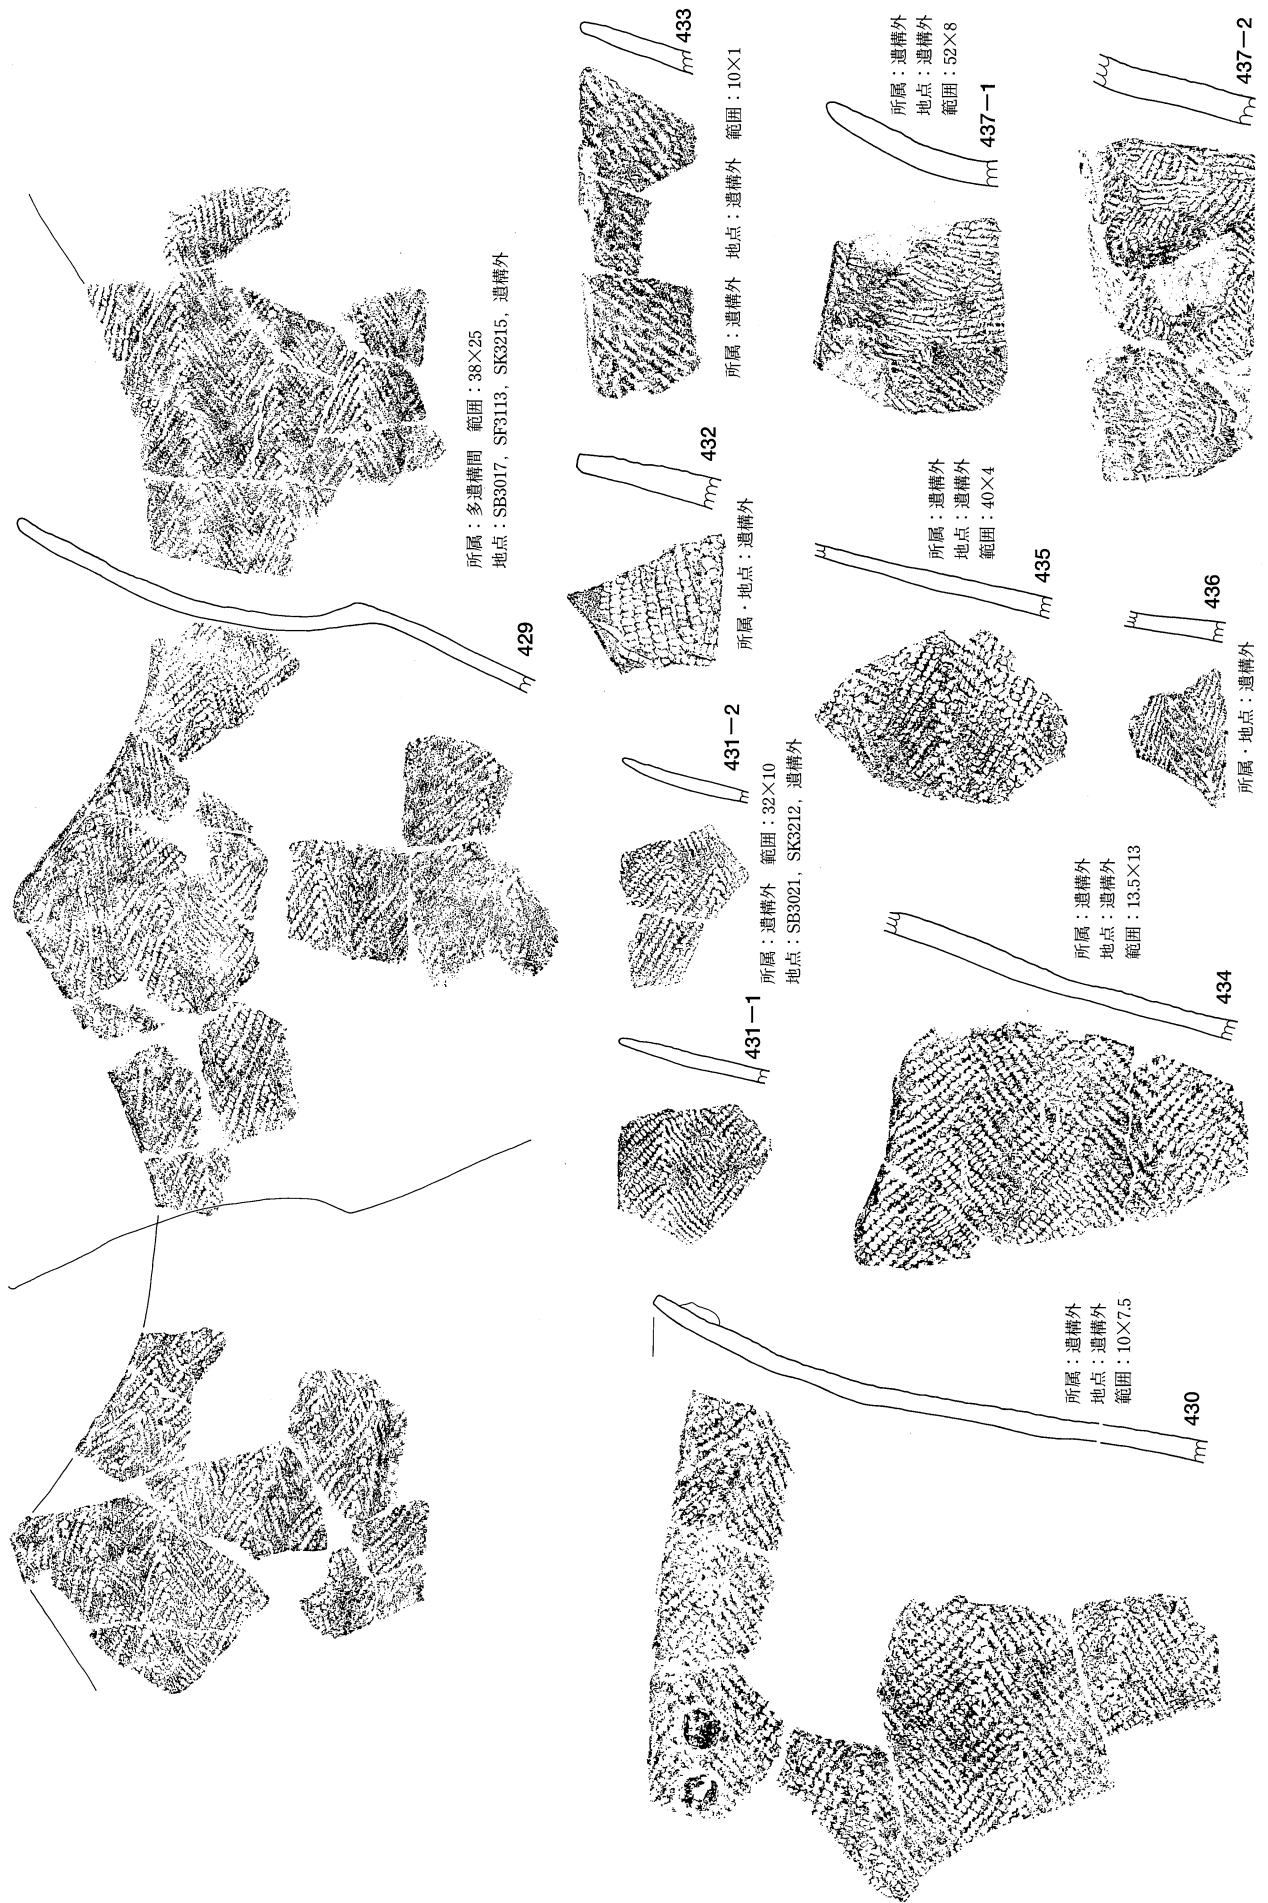 所属：多遺構間　範囲：38×25
地点：SB3017，SF3113，SK3215，遺構外
429
所属：遺構外
地点：遺構外
範囲：10×7.5
430
431－1
431－2
所属：遺構外　範囲：32×10
地点：SB3021，SK3212，遺構外
432
所属・地点：遺構外
433
所属：遺構外　地点：遺構外　範囲：10×1
所属：遺構外
地点：遺構外
範囲：13.5×13
434
所属：遺構外
地点：遺構外
範囲：40×4
435
436
所属・地点：遺構外
所属：遺構外
地点：遺構外
範囲：52×8
437－1
437－2